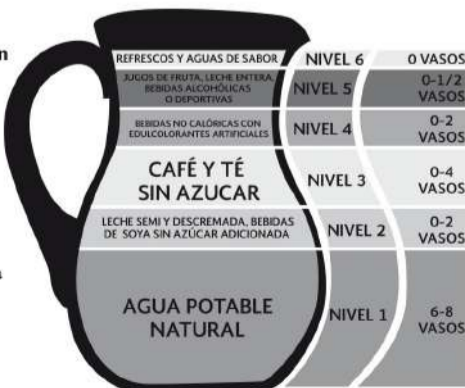 n
REFRESCOS Y AGUAS DE SABOR NIVEL 6 0 VASOS
JUGOS DE FRUTA, LECHE ENTERA,
BEBIDAS ALCOHÓLICAS
O DEPORTIVAS
NIVEL 5
0-1/2
VASOS
BEBIDAS NO CALÓRICAS CON
EDULCOLORANTES ARTIFICIALES
NIVEL 4
0-2
VASOS
CAFÉ Y TÉ
SIN AZUCAR
NIVEL 3
0-4
VASOS
LECHE SEMI Y DESCREMADA, BEBIDAS
DE SOYA SIN AZÚCAR ADICIONADA
NIVEL 2
0-2
VASOS
AGUA POTABLE
NATURAL
NIVEL 1
6-8
VASOS